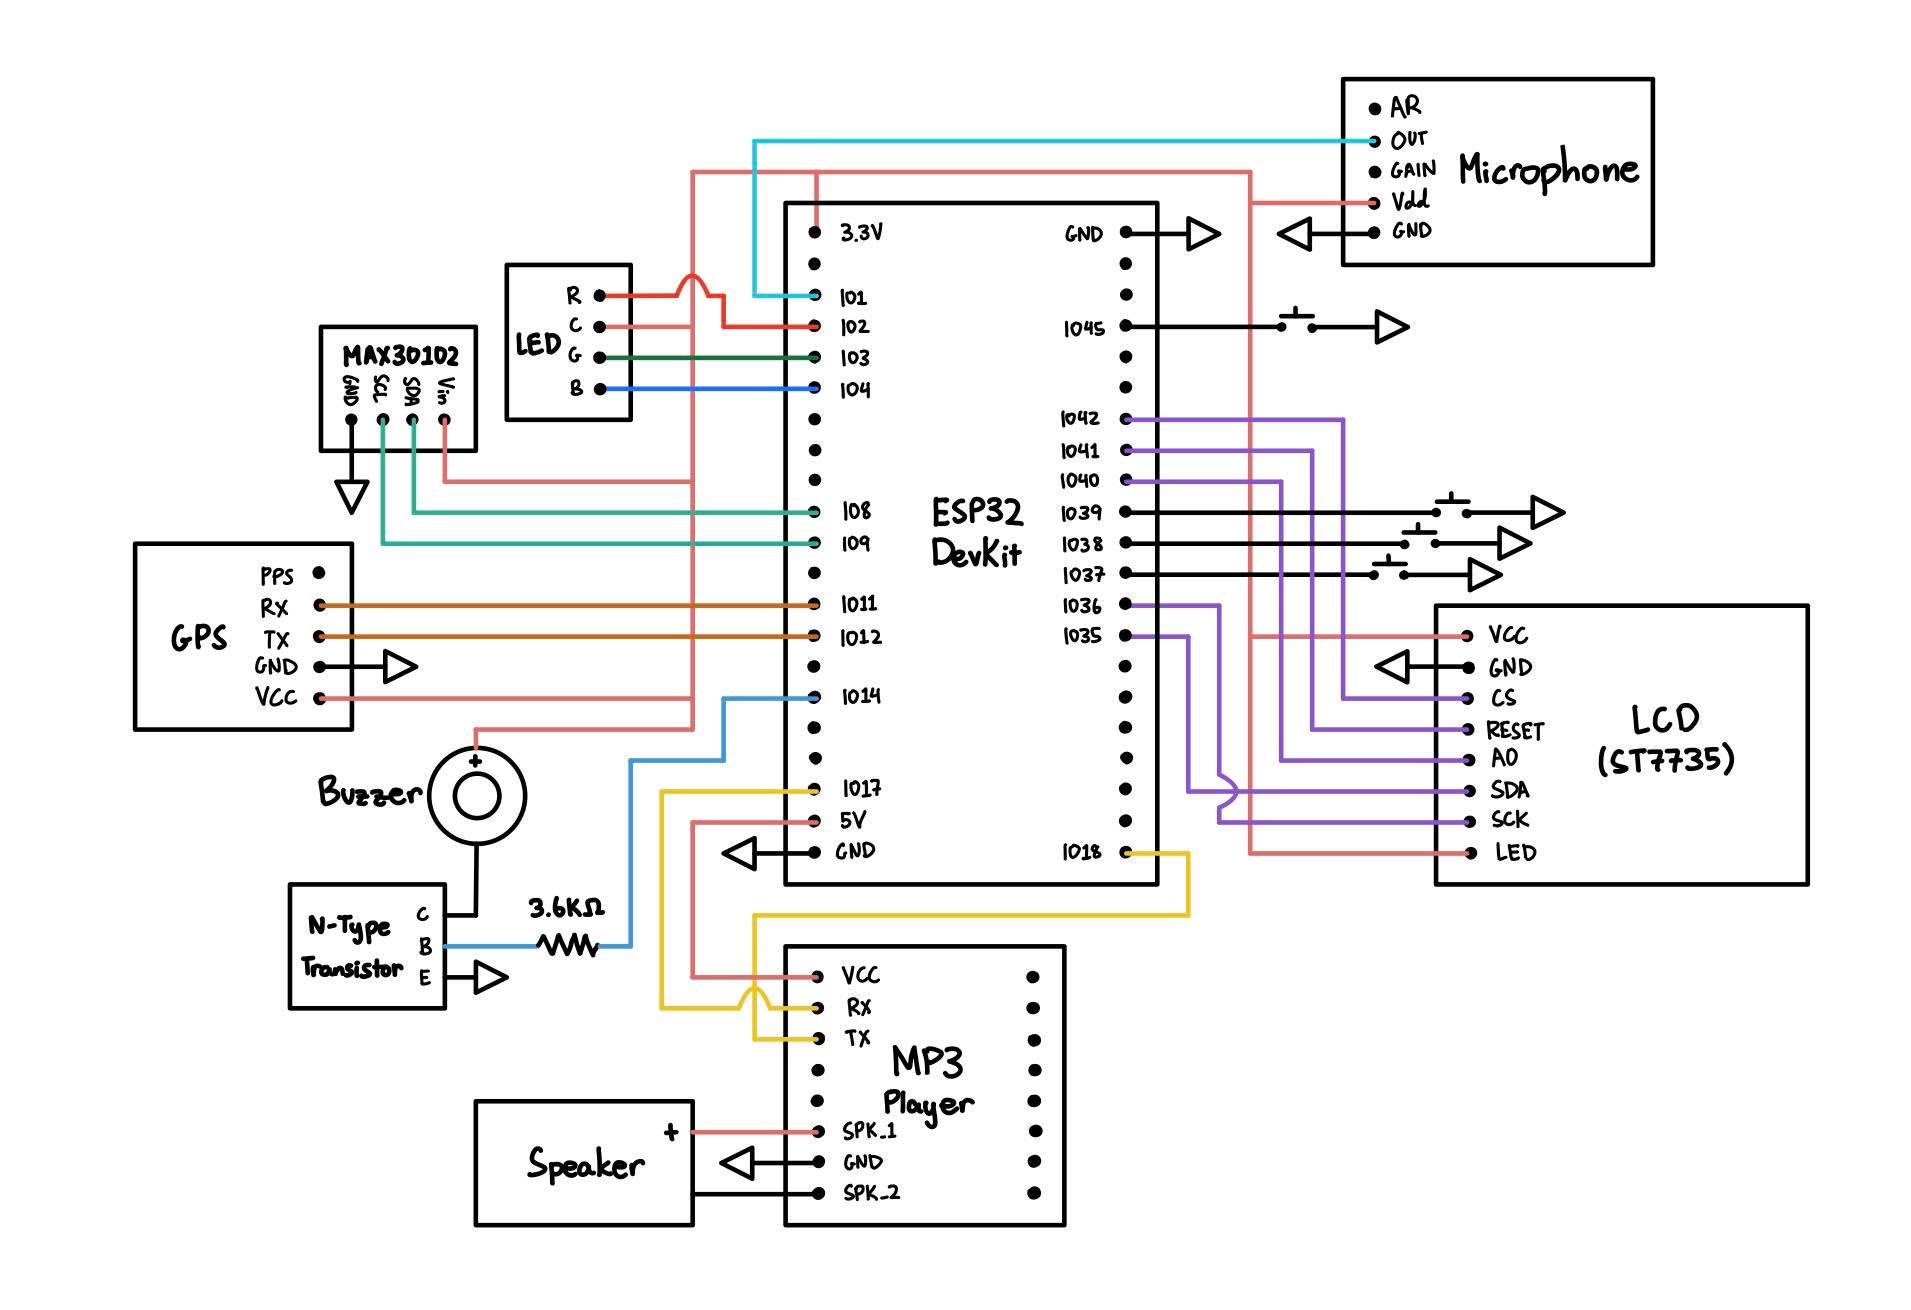 AR
OUT
GAIN
Vdd
GND
Microphone
3.3V
IO1
IO2
IO3
IO4
IO8
IO9
IO11
IO12
IO14
IO17
5V
GND
ESP32
DevKit
GND
IO45
IO42
IO41
IO40
IO39
IO38
IO37
IO36
IO35
IO18
R
C
G
B
LED
MAX30102
GND
SCL
SDA
Vin
GPS
PPS
RX
TX
GND
VCC
Buzzer
+
N-Type
Transistor
C
B
E
3.6KΩ
VCC
GND
CS
RESET
A0
SDA
SCK
LED
LCD
(ST7735)
VCC
RX
TX
SPK_1
GND
SPK_2
MP3
Player
Speaker
+